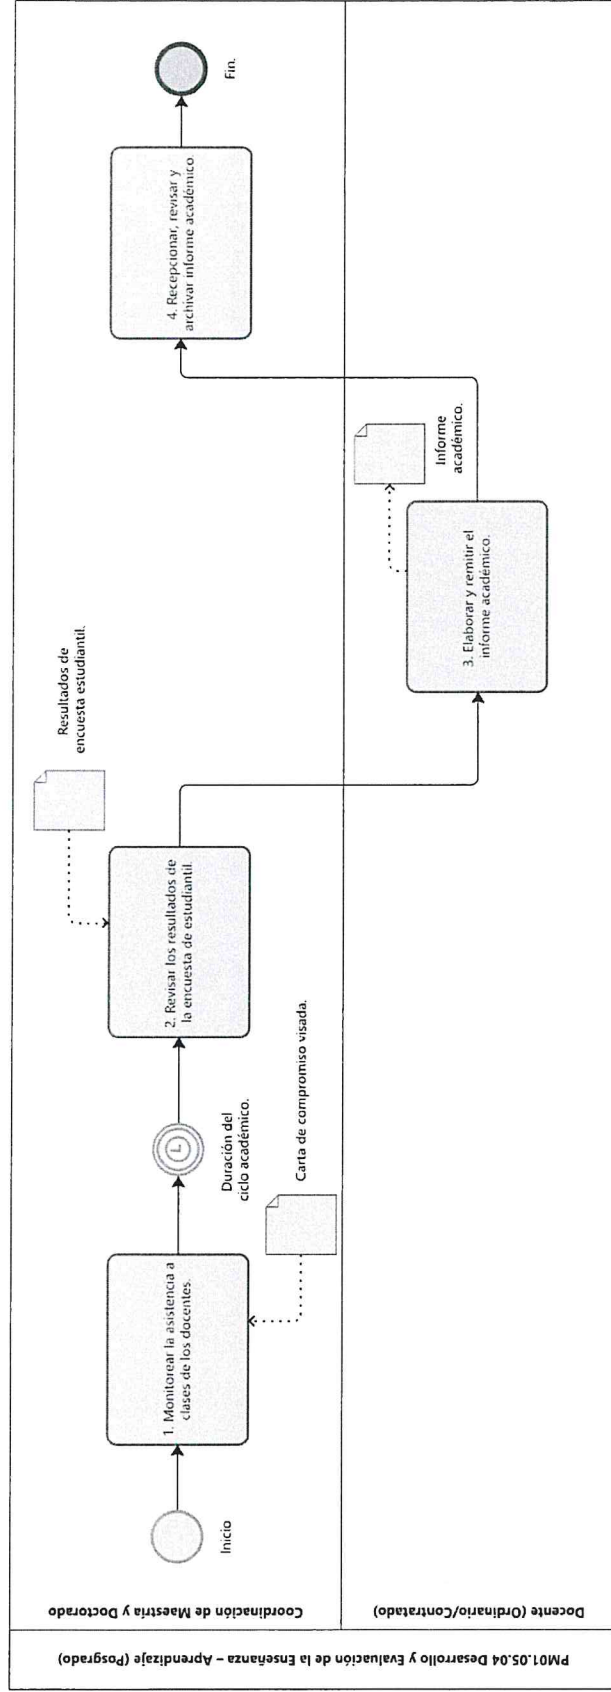 PM01.05.04 Desarrollo y Evaluación de la Enseñanza – Aprendizaje (Posgrado)
Coordinación de Maestría y Doctorado
Docente (Ordinario/Contratado)
Inicio
1. Monitorear la asistencia a
clases de los docentes.
Carta de compromiso visada.
Duración del
ciclo académico.
2. Revisar los resultados de
la encuesta de estudiantil.
Resultados de
encuesta estudiantil.
3. Elaborar y remitir el
informe académico.
Informe
académico.
4. Recepcionar, revisar y
archivar informe académico.
Fin.